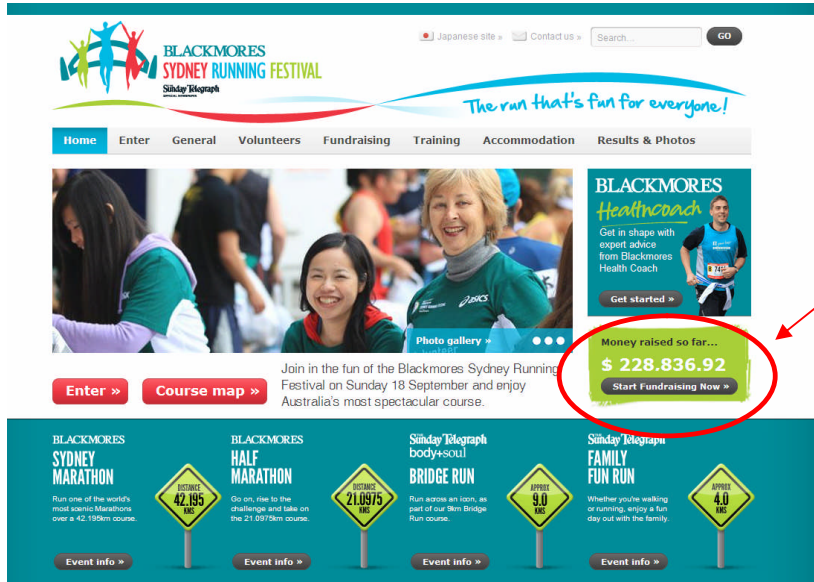 Japanese site »
Contact us »
Search...
GO
BLACKMORES
SYDNEY RUNNING FESTIVAL
Sunday Telegraph
The run that's fun for everyone!
Home
Enter
General
Volunteers
Fundraising
Training
Accommodation
Results & Photos
asics
Photo gallery »
BLACKMORES
Healthcoach
Get in shape with
expert advice
from Blackmores
Health Coach
Get started »
Money raised so far...
$ 228.836.92
Start Fundraising Now »
Enter »
Course map »
Join in the fun of the Blackmores Sydney Running
Festival on Sunday 18 September and enjoy
Australia's most spectacular course.
BLACKMORES
SYDNEY
MARATHON
Run one of the world's
most scenic Marathons
over a 42.195km course.
DISTANCE
42.195
KMS
Event info »
BLACKMORES
HALF
MARATHON
Go on, rise to the
challenge and take on
the 21.0975km course.
DISTANCE
21.0975
KMS
Event info »
Sunday Telegraph
body+soul
BRIDGE RUN
Run across an icon, as
part of our 9km Bridge
Run course.
APPROX
9.0
KMS
Event info »
Sunday Telegraph
FAMILY
FUN RUN
Whether you're walking
or running, enjoy a fun
day out with the family.
APPROX
4.0
KMS
Event info »